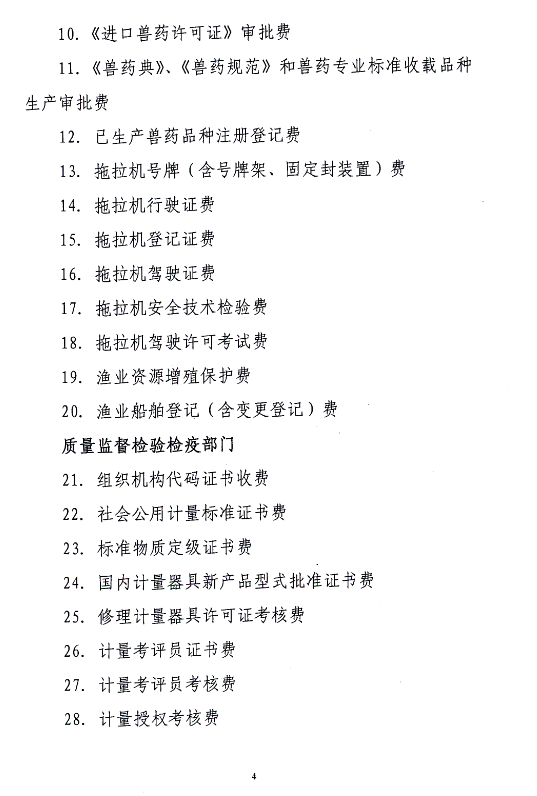 10.《进口兽药许可证》审批费
11.《兽药典》、《兽药规范》和兽药专业标准收载品种
生产审批费
12. 已生产兽药品种注册登记费
13. 拖拉机号牌（含号牌架、固定封装置）费
14. 拖拉机行驶证费
15. 拖拉机登记证费
16. 拖拉机驾驶证费
17. 拖拉机安全技术检验费
18. 拖拉机驾驶许可考试费
19. 渔业资源增殖保护费
20. 渔业船舶登记（含变更登记）费
质量监督检验检疫部门
21. 组织机构代码证书收费
22. 社会公用计量标准证书费
23. 标准物质定级证书费
24. 国内计量器具新产品型式批准证书费
25. 修理计量器具许可证考核费
26. 计量考评员证书费
27. 计量考评员考核费
28. 计量授权考核费
4